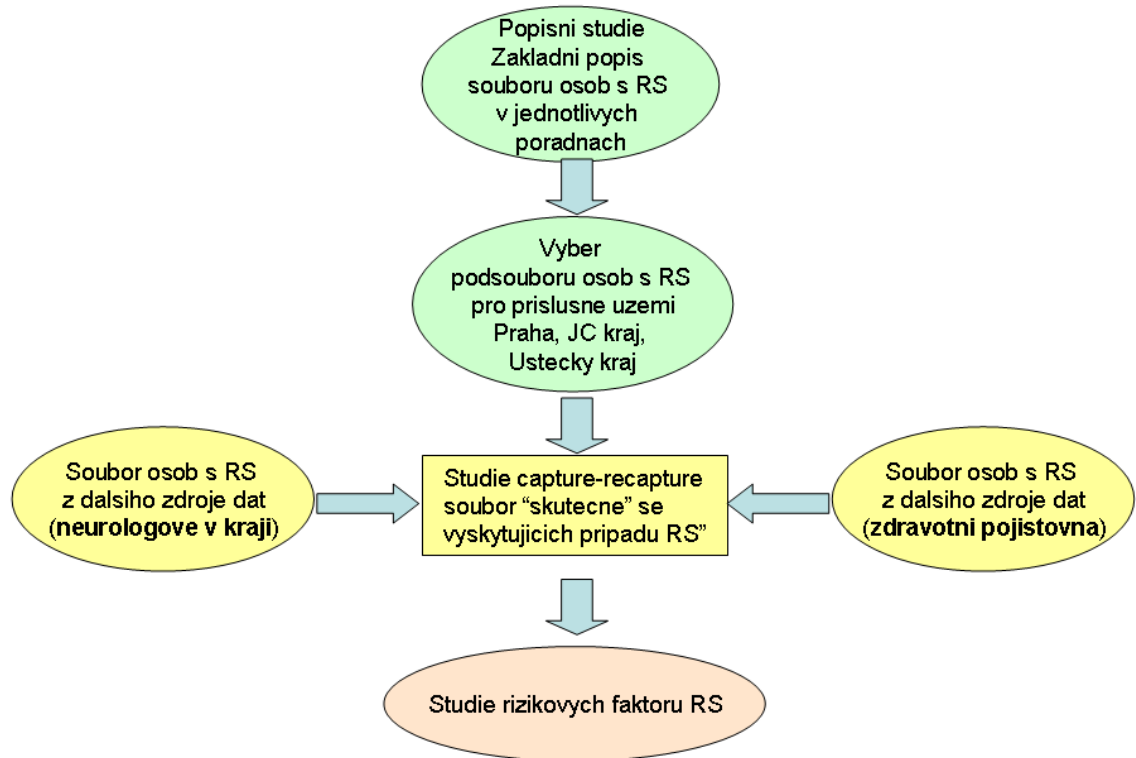 Popisni studie
Zakladni popis
souboru osob s RS
v jednotlivych
poradnach
Vyber
podsouboru osob s RS
pro prislusne uzemi
Praha, JC kraj,
Ustecky kraj
Soubor osob s RS
z dalsiho zdroje dat
(neurologove v kraji)
Studie capture-recapture
soubor “skutecne” se
vyskytujicich pripadu RS”
Soubor osob s RS
z dalsiho zdroje dat
(zdravotni pojistovna)
Studie rizikovych faktoru RS